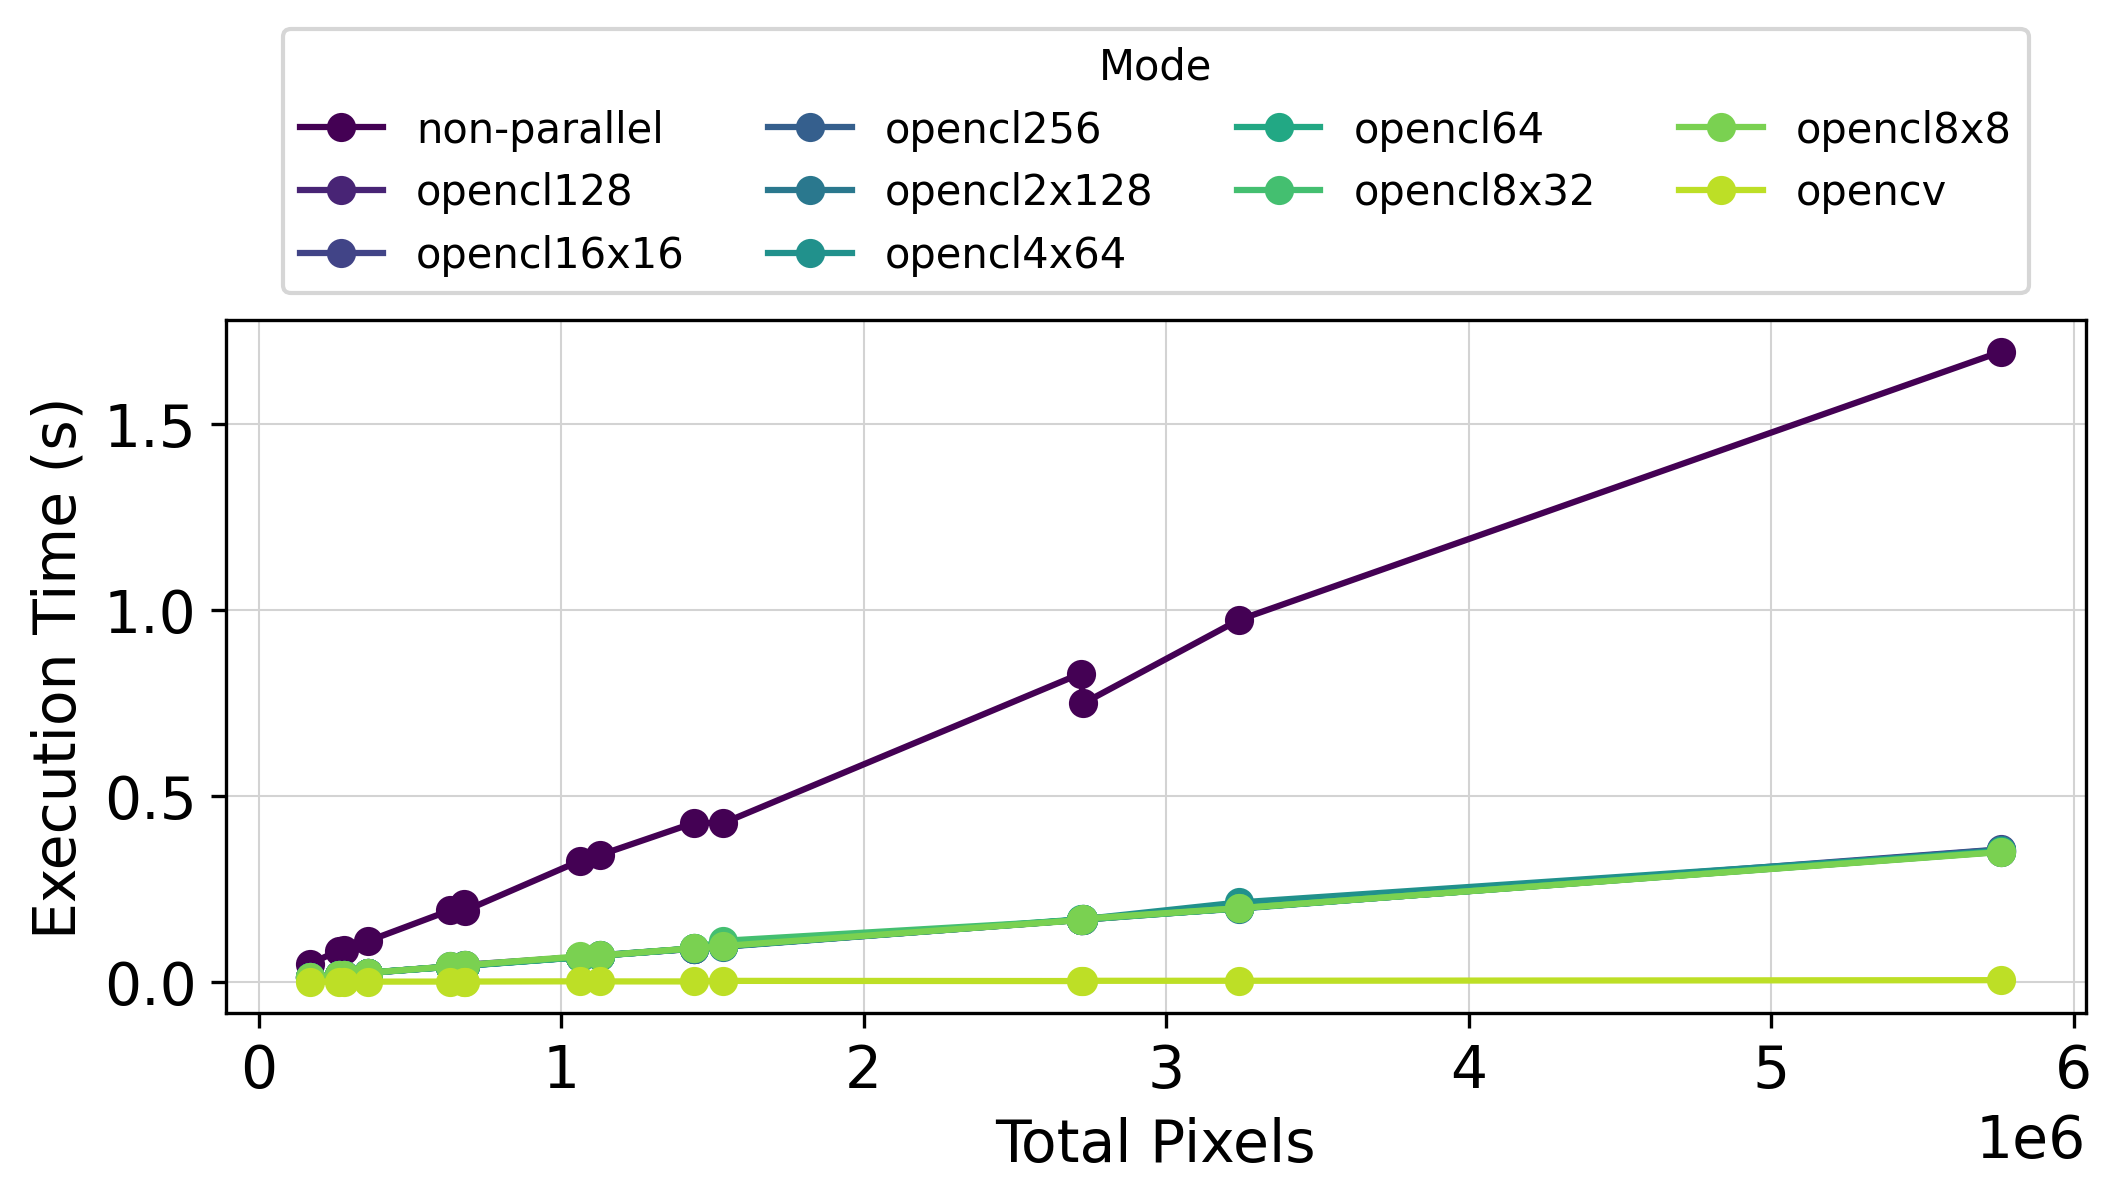 Mode
non-parallel opencl256 opencl64 opencl8x8
opencl128 opencl2x128 opencl8x32 opencv
opencl16x16 opencl4x64
Execution Time (s)
1.5
1.0
0.5
0.0
0 1 2 3 4 5 6
1e6
Total Pixels